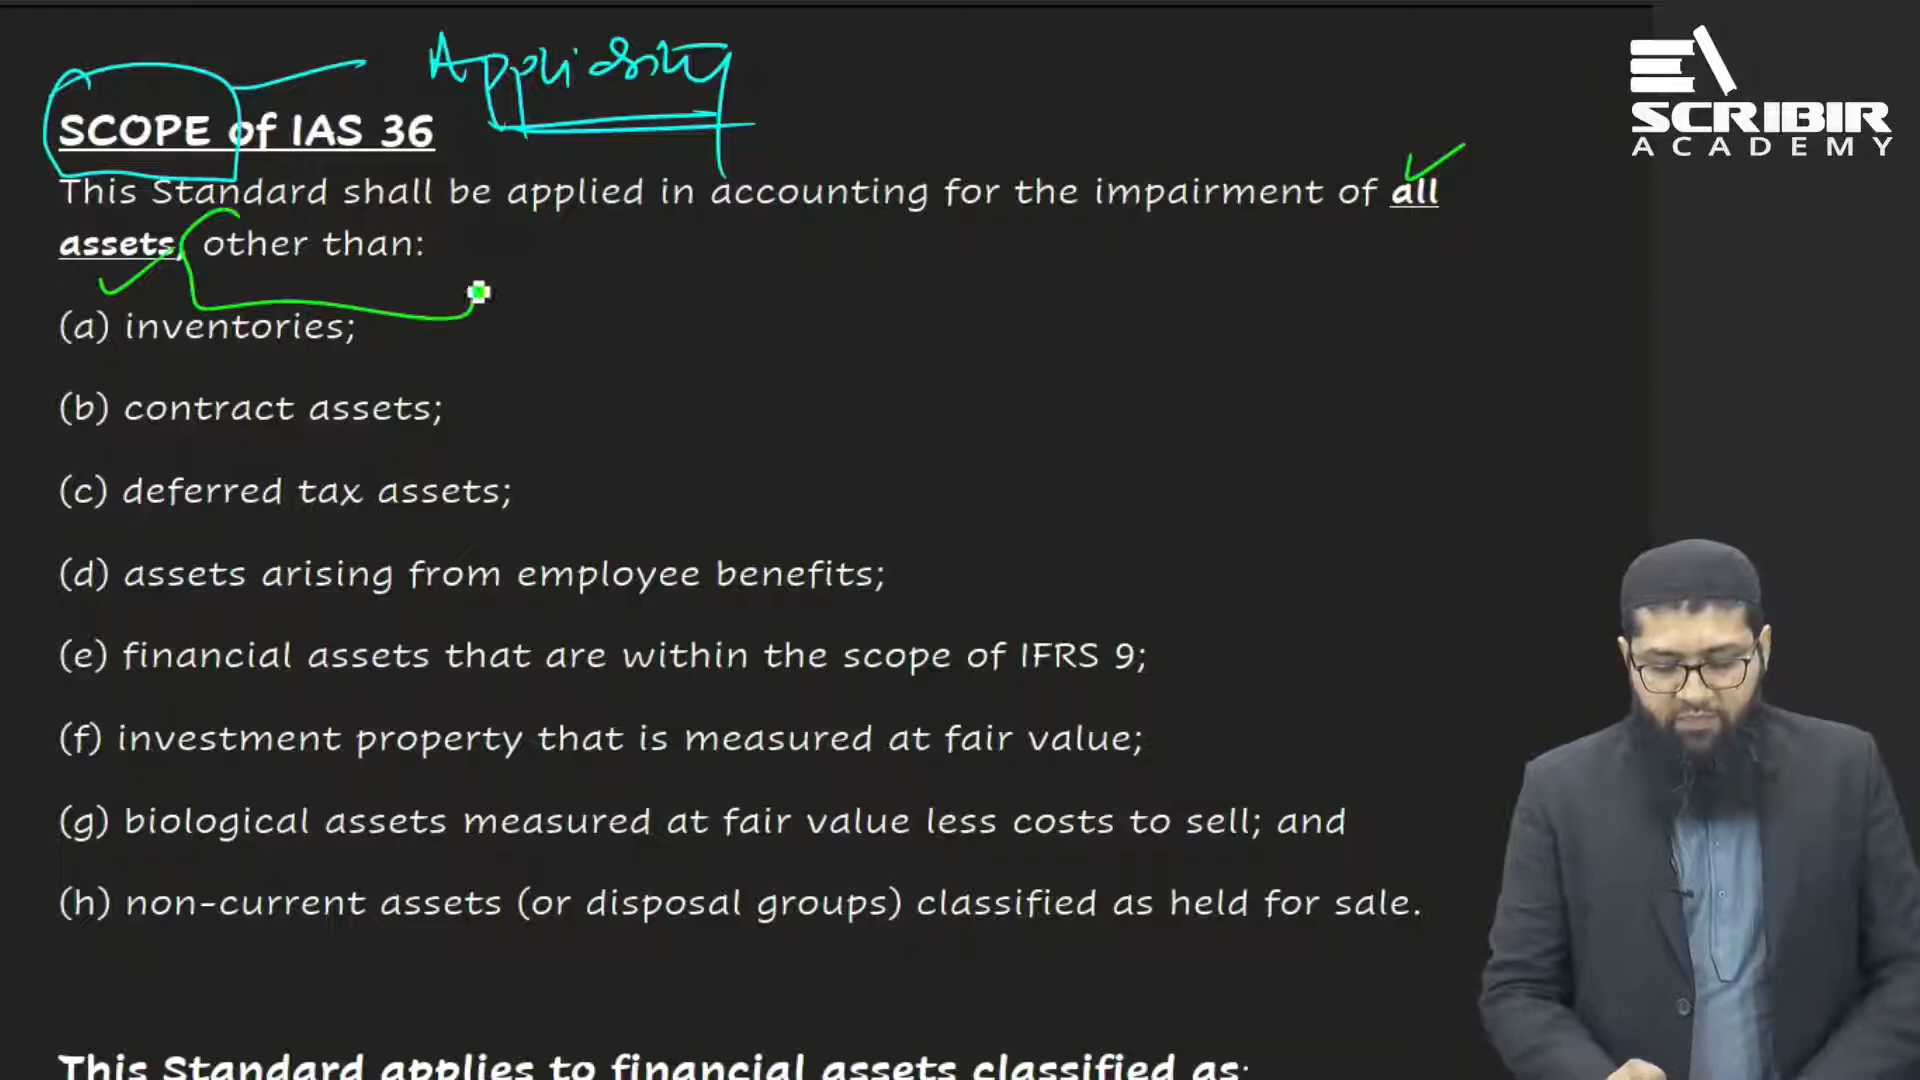 SCOPE of IAS 36
This Standard shall be applied in accounting for the impairment of all
assets, other than:
(a) inventories;
(b) contract assets;
(c) deferred tax assets;
(d) assets arising from employee benefits;
(e) financial assets that are within the scope of IFRS 9;
(f) investment property that is measured at fair value;
(g) biological assets measured at fair value less costs to sell; and
(h) non-current assets (or disposal groups) classified as held for sale.
This Standard applies to financial assets classified as:
SCRIBIR
ACADEMY